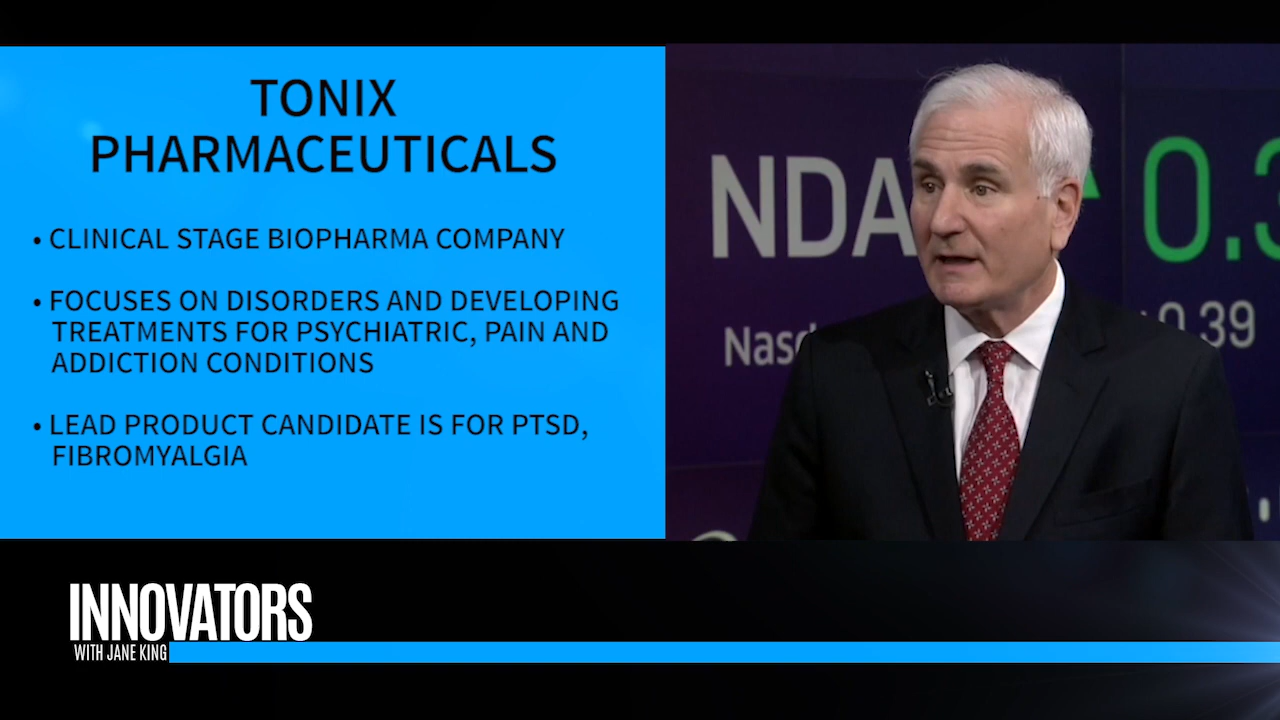 TONIX
PHARMACEUTICALS
• CLINICAL STAGE BIOPHARMA COMPANY
• FOCUSES ON DISORDERS AND DEVELOPING
TREATMENTS FOR PSYCHIATRIC, PAIN AND
ADDICTION CONDITIONS
• LEAD PRODUCT CANDIDATE IS FOR PTSD,
FIBROMYALGIA
NDA
0.3
0.39
INNOVATORS
WITH JANE KING